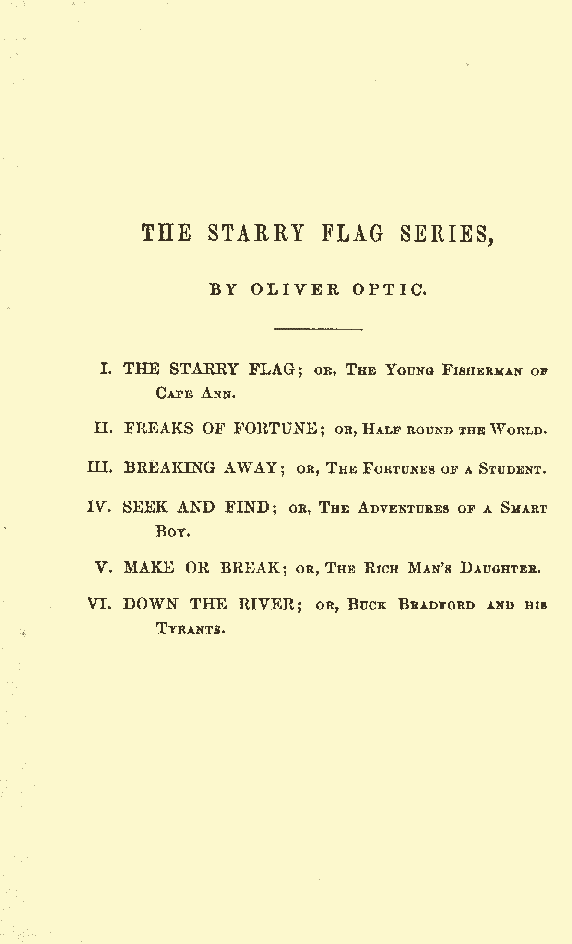 THE STARRY FLAG SERIES,
BY OLIVER OPTIC.
I. THE STARRY FLAG; OR, THE YOUNG FISHERMAN OF
CAPE ANN.
II. FREAKS OF FORTUNE; OR, HALF ROUND THE WORLD.
III. BREAKING AWAY; OR, THE FORTUNES OF A STUDENT.
IV. SEEK AND FIND; OR, THE ADVENTURES OF A SMART
BOY.
V. MAKE OR BREAK; OR, THE RICH MAN'S DAUGHTER.
VI. DOWN THE RIVER; OR, BUCK BRADFORD AND HIS
TYRANTS.